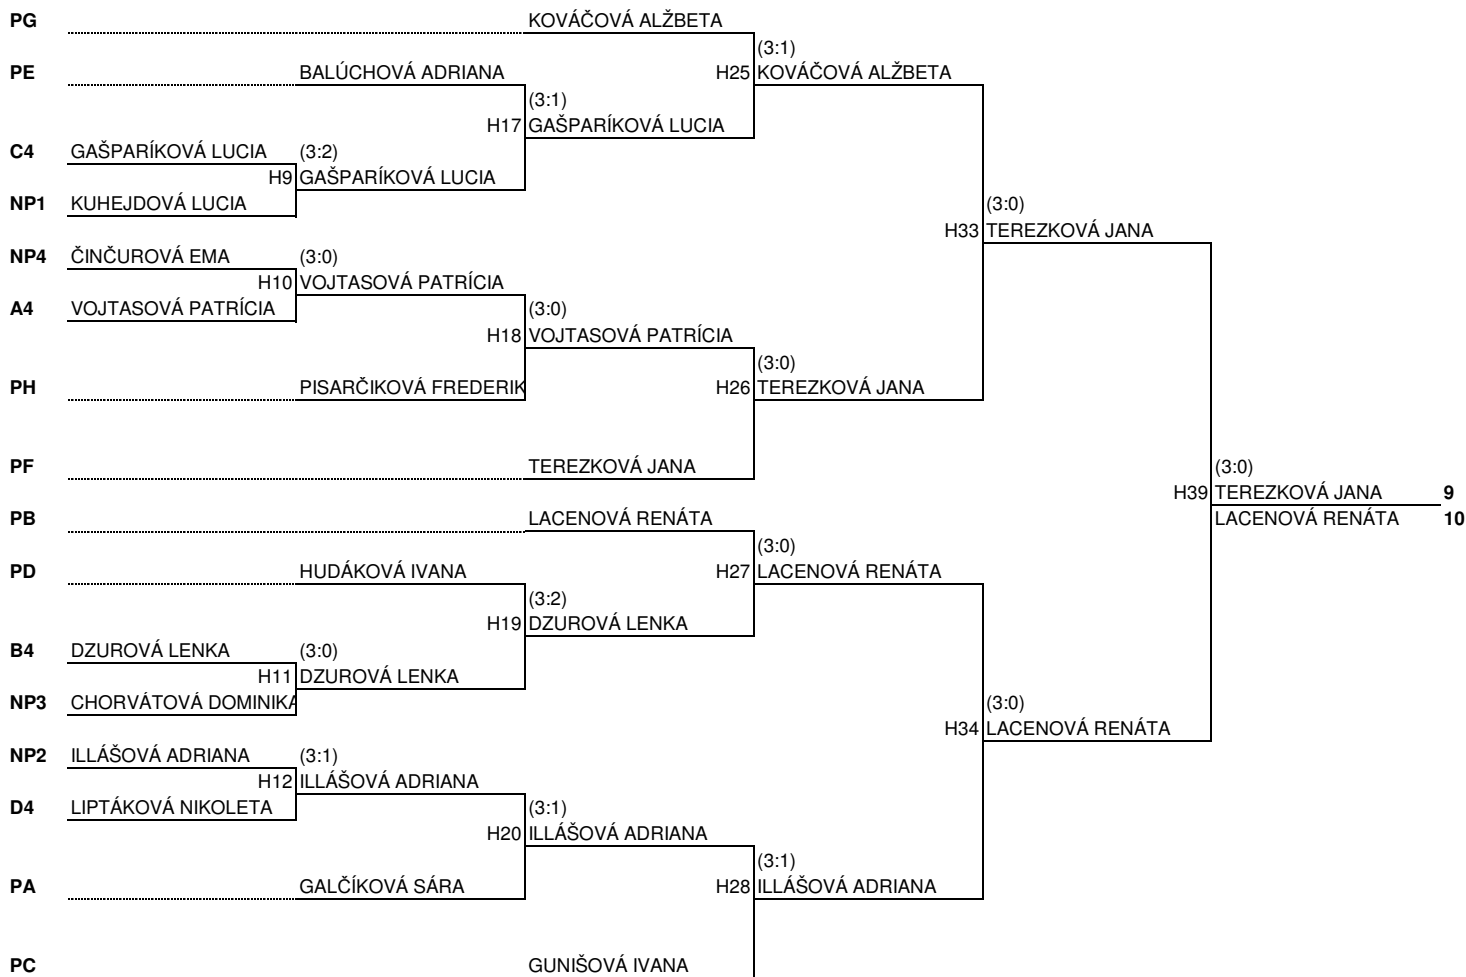 PG KOVÁČOVÁ ALŽBETA
(3:1)
PE BALÚCHOVÁ ADRIANA H25 KOVÁČOVÁ ALŽBETA
(3:1)
H17 GAŠPARÍKOVÁ LUCIA
C4 GAŠPARÍKOVÁ LUCIA (3:2)
H9 GAŠPARÍKOVÁ LUCIA
NP1 KUHEJDOVÁ LUCIA (3:0)
H33 TEREZKOVÁ JANA
NP4 ČINČUROVÁ EMA (3:0)
H10 VOJTASOVÁ PATRÍCIA
A4 VOJTASOVÁ PATRÍCIA (3:0)
H18 VOJTASOVÁ PATRÍCIA
(3:0)
PH PISARČIKOVÁ FREDERIK H26 TEREZKOVÁ JANA
PF TEREZKOVÁ JANA (3:0)
H39 TEREZKOVÁ JANA 9
PB LACENOVÁ RENÁTA LACENOVÁ RENÁTA 10
(3:0)
PD HUDÁKOVÁ IVANA H27 LACENOVÁ RENÁTA
(3:2)
H19 DZUROVÁ LENKA
B4 DZUROVÁ LENKA (3:0)
H11 DZUROVÁ LENKA
NP3 CHORVÁTOVÁ DOMINIKA (3:0)
H34 LACENOVÁ RENÁTA
NP2 ILLÁŠOVÁ ADRIANA (3:1)
H12 ILLÁŠOVÁ ADRIANA
D4 LIPTÁKOVÁ NIKOLETA (3:1)
H20 ILLÁŠOVÁ ADRIANA
(3:1)
PA GALČÍKOVÁ SÁRA H28 ILLÁŠOVÁ ADRIANA
PC GUNIŠOVÁ IVANA